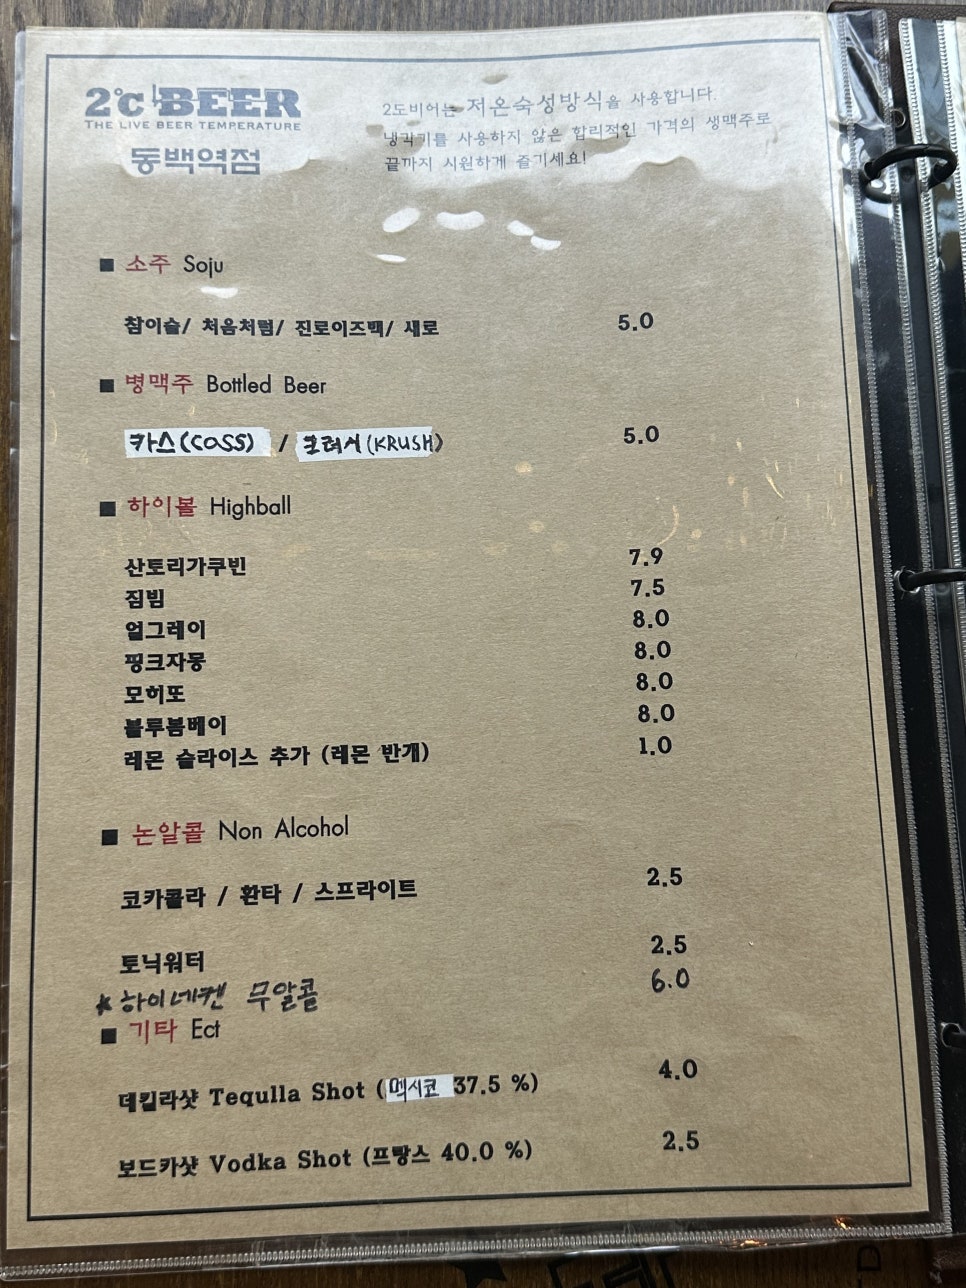 2℃ BEER
THE LIVE BEER TEMPERATURE
동백역점
2도비어는 저온숙성방식을 사용합니다.
냉각기를 사용하지 않은 합리적인 가격의 생맥주로
끝까지 시원하게 즐기세요!
■ 소주 Soju
참이슬/ 처음처럼/ 진로이즈백/ 새로 5.0
■ 병맥주 Bottled Beer
카스(CASS) / 크러시(KRUSH) 5.0
■ 하이볼 Highball
산토리가쿠빈 7.9
짐빔 7.5
얼그레이 8.0
핑크자몽 8.0
모히또 8.0
블루봄베이 8.0
레몬 슬라이스 추가 (레몬 반개) 1.0
■ 논알콜 Non Alcohol
코카콜라 / 환타 / 스프라이트 2.5
토닉워터 2.5
★하이네켄 무알콜 6.0
■ 기타 Ect
데킬라샷 Tequlla Shot (멕시코 37.5 %) 4.0
보드카샷 Vodka Shot (프랑스 40.0 %) 2.5